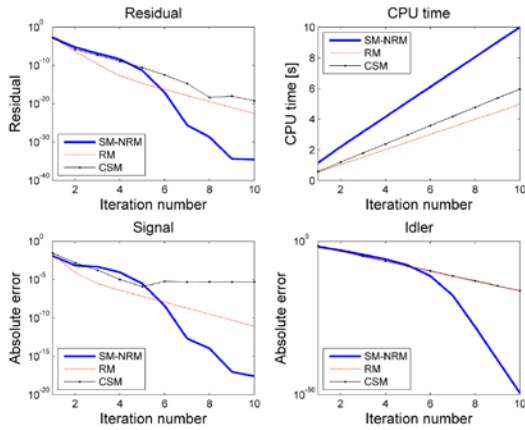 Residual
10^0
10^-10
10^-20
10^-30
10^-40
Residual
SM-NRM
RM
CSM
2 4 6 8 10
Iteration number
CPU time
10
8
6
4
2
0
CPU time [s]
SM-NRM
RM
CSM
2 4 6 8 10
Iteration number
Signal
10^0
10^-5
10^-10
10^-15
10^-20
Absolute error
SM-NRM
RM
CSM
2 4 6 8 10
Iteration number
Idler
10^0
10^-50
Absolute error
SM-NRM
RM
CSM
2 4 6 8 10
Iteration number